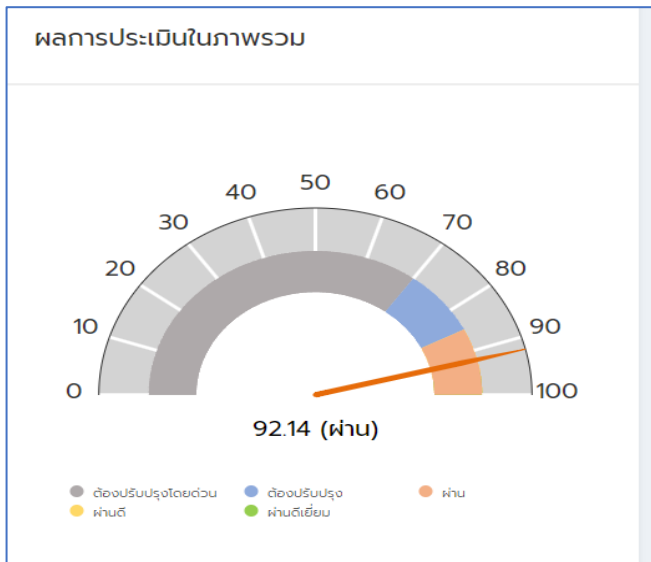 ผลการประเมินในภาพรวม
50
40 60
30 70
20 80
10 90
0 100
92.14 (ผ่าน)
ต้องปรับปรุงโดยด่วน ต้องปรับปรุง ผ่าน
ผ่านดี ผ่านดีเยี่ยม